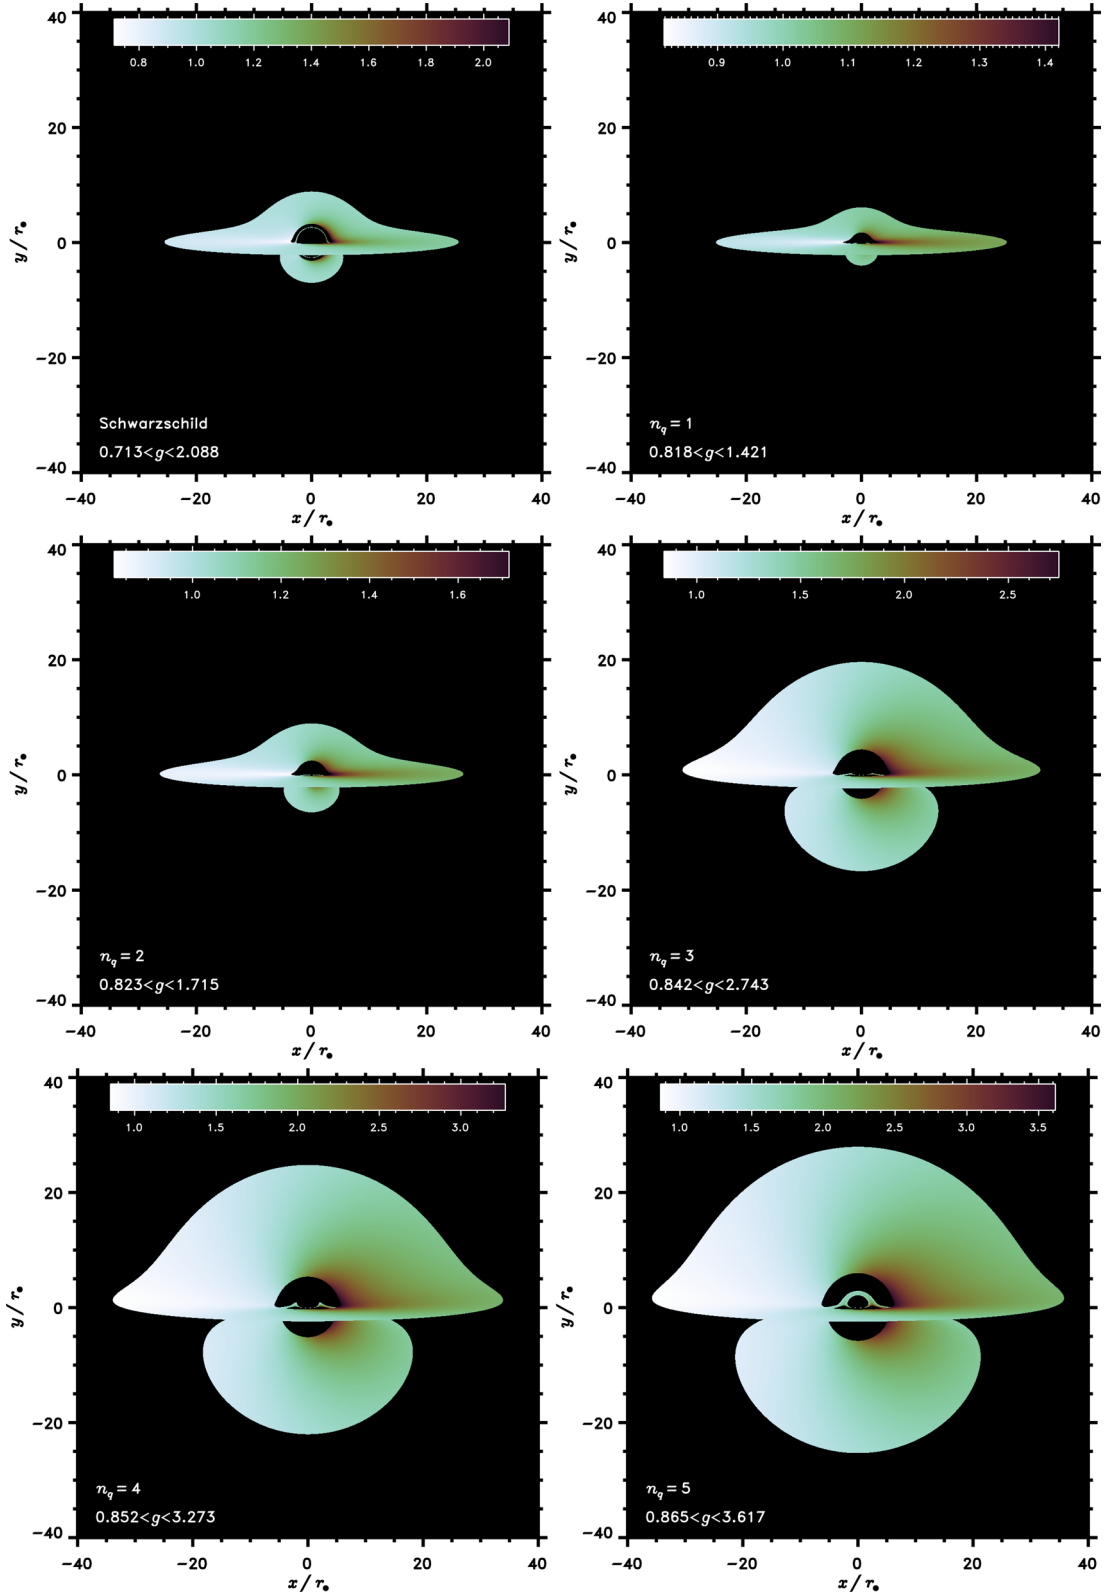 40
20
0
−20
−40
y/r•
0.8 1.0 1.2 1.4 1.6 1.8 2.0
Schwarzschild
0.713<g<2.088
−40 −20 0 20 40
x/r•
40
20
0
−20
−40
y/r•
0.9 1.0 1.1 1.2 1.3 1.4
n_q = 1
0.818<g<1.421
−40 −20 0 20 40
x/r•
40
20
0
−20
−40
y/r•
1.0 1.2 1.4 1.6
n_q = 2
0.823<g<1.715
−40 −20 0 20 40
x/r•
40
20
0
−20
−40
y/r•
1.0 1.5 2.0 2.5
n_q = 3
0.842<g<2.743
−40 −20 0 20 40
x/r•
40
20
0
−20
−40
y/r•
1.0 1.5 2.0 2.5 3.0
n_q = 4
0.852<g<3.273
−40 −20 0 20 40
x/r•
40
20
0
−20
−40
y/r•
1.0 1.5 2.0 2.5 3.0 3.5
n_q = 5
0.865<g<3.617
−40 −20 0 20 40
x/r•